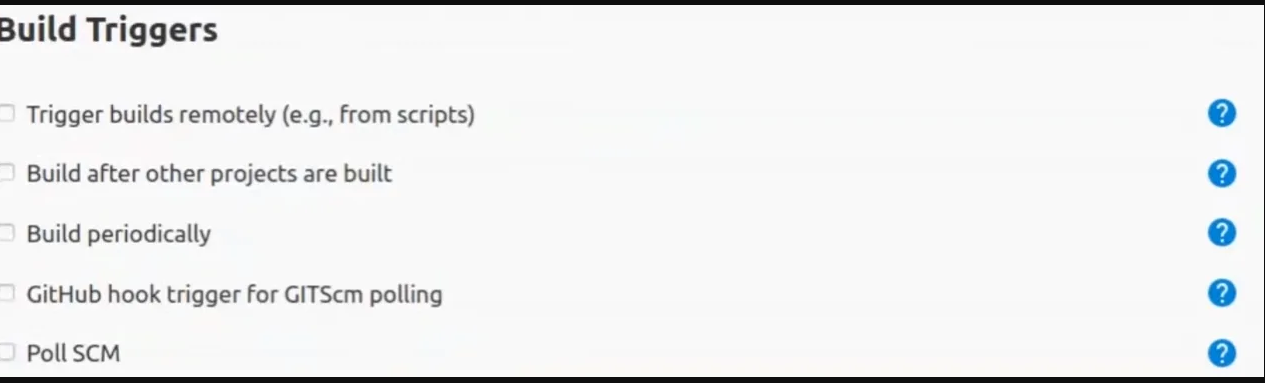 Build Triggers
Trigger builds remotely (e.g., from scripts)
?
Build after other projects are built
?
Build periodically
?
GitHub hook trigger for GITScm polling
?
Poll SCM
?